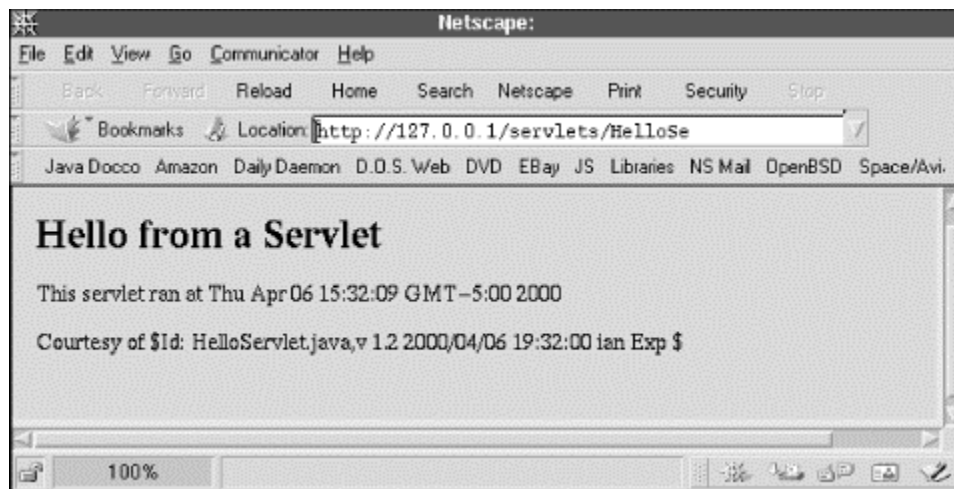 Netscape:
File Edit View Go Communicator Help
Back Forward Reload Home Search Netscape Print Security Stop
Bookmarks Location: http://127.0.0.1/servlets/HelloSe
Java Docco Amazon Daily Daemon D.O.S. Web DVD EBay JS Libraries NS Mail OpenBSD Space/Avi
Hello from a Servlet
This servlet ran at Thu Apr 06 15:32:09 GMT-5:00 2000
Courtesy of $Id: HelloServlet.java,v 1.2 2000/04/06 19:32:00 ian Exp $
100%